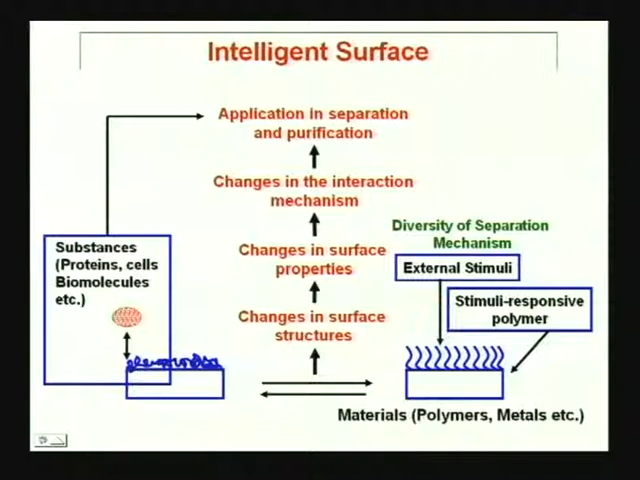 Intelligent Surface
Application in separation
and purification
Changes in the interaction
mechanism
Diversity of Separation
Mechanism
Substances
(Proteins, cells
Biomolecules
etc.)
Changes in surface
properties
External Stimuli
Stimuli-responsive
polymer
Changes in surface
structures
Materials (Polymers, Metals etc.)